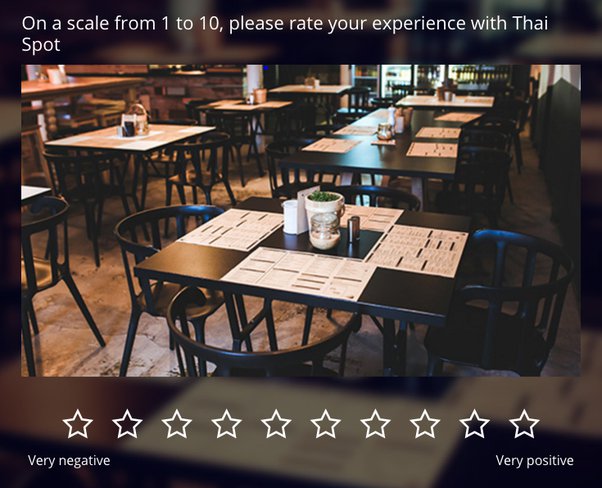 On a scale from 1 to 10, please rate your experience with Thai
Spot
Very negative
Very positive